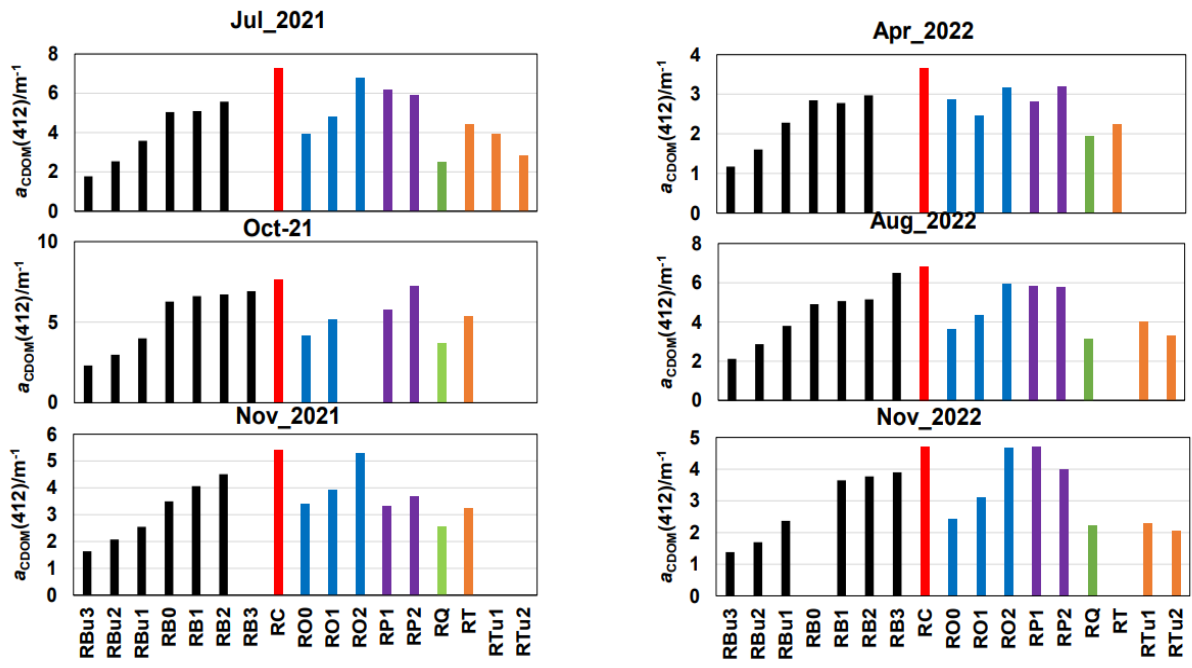 Jul_2021
8
6
4
2
0
aCDOM(412)/m-1
Oct-21
10
5
0
aCDOM(412)/m-1
Nov_2021
6
5
4
3
2
1
0
aCDOM(412)/m-1
RBu3 RBu2 RBu1 RB0 RB1 RB2 RB3 RC RO0 RO1 RO2 RP1 RP2 RQ RT RTu1 RTu2
Apr_2022
4
3
2
1
0
aCDOM(412)/m-1
Aug_2022
8
6
4
2
0
aCDOM(412)/m-1
Nov_2022
5
4
3
2
1
0
aCDOM(412)/m-1
RBu3 RBu2 RBu1 RB0 RB1 RB2 RB3 RC RO0 RO1 RO2 RP1 RP2 RQ RT RTu1 RTu2